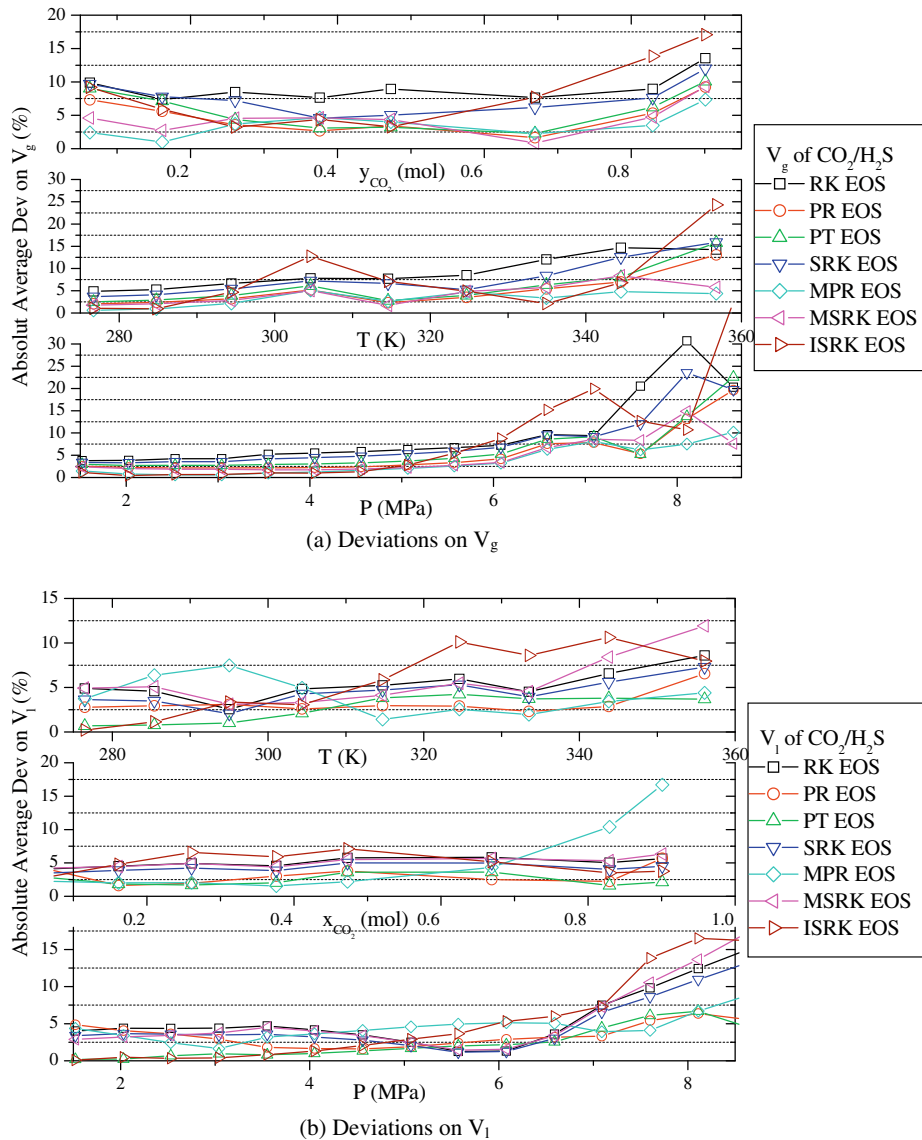 20
15
10
5
0
0.2 0.4 0.6 0.8
y_CO2 (mol)
30
25
20
15
10
5
0
280 300 320 340 360
T (K)
30
25
20
15
10
5
0
2 4 6 8
P (MPa)
Absolut Average Dev on V_g (%)
V_g of CO2/H2S
RK EOS
PR EOS
PT EOS
SRK EOS
MPR EOS
MSRK EOS
ISRK EOS
(a) Deviations on V_g
15
10
5
0
280 300 320 340 360
T (K)
20
15
10
5
0
0.2 0.4 0.6 0.8 1.0
x_CO2 (mol)
15
10
5
0
2 4 6 8
P (MPa)
Absolute Average Dev on V_l (%)
V_l of CO2/H2S
RK EOS
PR EOS
PT EOS
SRK EOS
MPR EOS
MSRK EOS
ISRK EOS
(b) Deviations on V_l